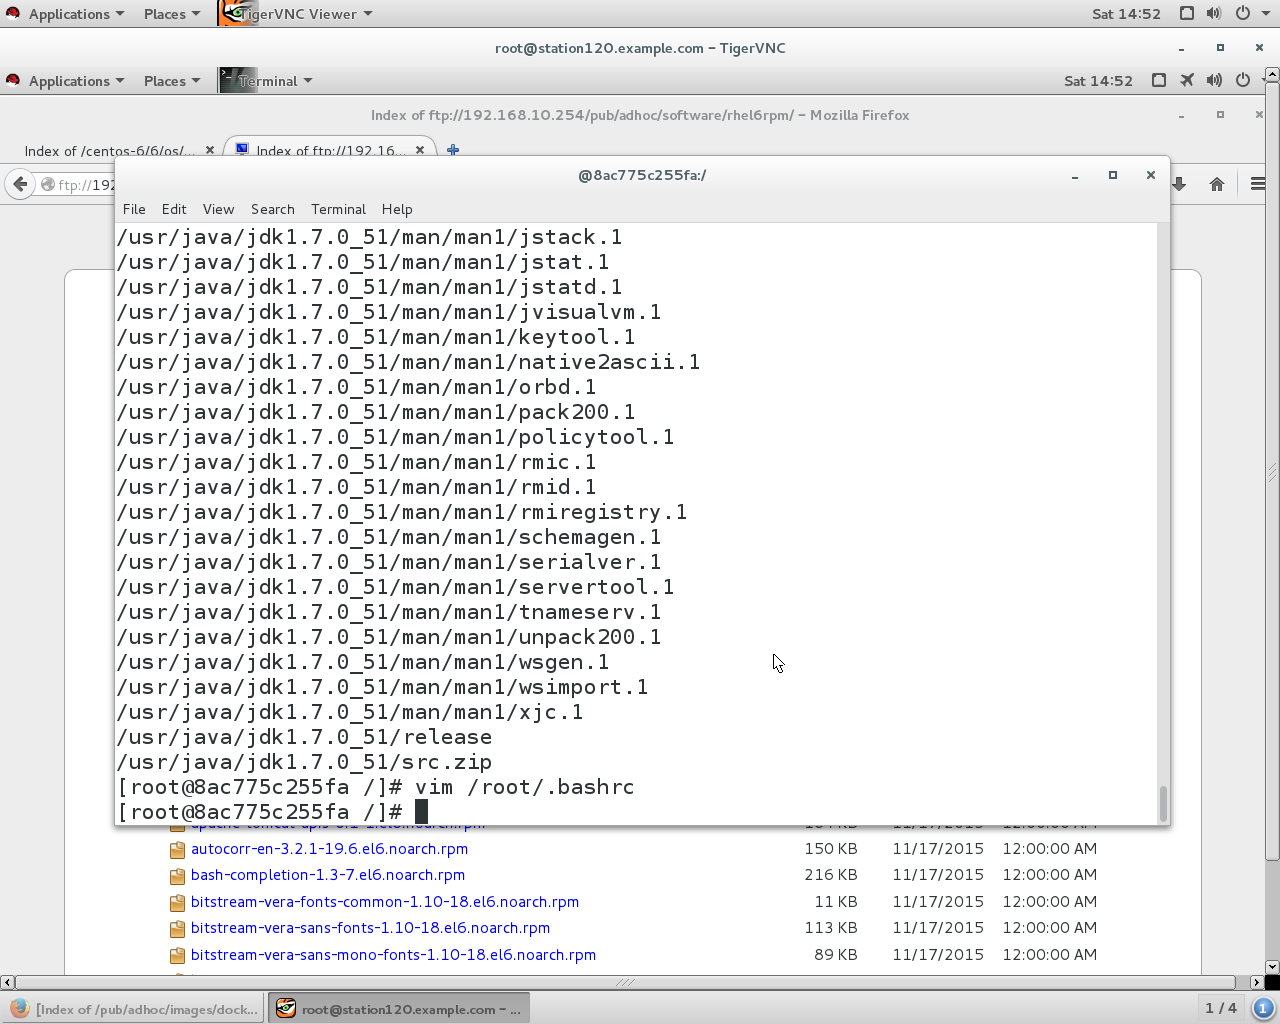 Applications Places TigerVNC Viewer Sat 14:52
root@station120.example.com - TigerVNC
Applications Places Terminal Sat 14:52
Index of ftp://192.168.10.254/pub/adhoc/software/rhel6rpm/ - Mozilla Firefox
Index of /centos-6/6/os/... Index of ftp://192.16...
ftp://192
@8ac775c255fa:/
File Edit View Search Terminal Help
/usr/java/jdk1.7.0_51/man/man1/jstack.1
/usr/java/jdk1.7.0_51/man/man1/jstat.1
/usr/java/jdk1.7.0_51/man/man1/jstatd.1
/usr/java/jdk1.7.0_51/man/man1/jvisualvm.1
/usr/java/jdk1.7.0_51/man/man1/keytool.1
/usr/java/jdk1.7.0_51/man/man1/native2ascii.1
/usr/java/jdk1.7.0_51/man/man1/orbd.1
/usr/java/jdk1.7.0_51/man/man1/pack200.1
/usr/java/jdk1.7.0_51/man/man1/policytool.1
/usr/java/jdk1.7.0_51/man/man1/rmic.1
/usr/java/jdk1.7.0_51/man/man1/rmid.1
/usr/java/jdk1.7.0_51/man/man1/rmiregistry.1
/usr/java/jdk1.7.0_51/man/man1/schemagen.1
/usr/java/jdk1.7.0_51/man/man1/serialver.1
/usr/java/jdk1.7.0_51/man/man1/servertool.1
/usr/java/jdk1.7.0_51/man/man1/tnameserv.1
/usr/java/jdk1.7.0_51/man/man1/unpack200.1
/usr/java/jdk1.7.0_51/man/man1/wsgen.1
/usr/java/jdk1.7.0_51/man/man1/wsimport.1
/usr/java/jdk1.7.0_51/man/man1/xjc.1
/usr/java/jdk1.7.0_51/release
/usr/java/jdk1.7.0_51/src.zip
[root@8ac775c255fa /]# vim /root/.bashrc
[root@8ac775c255fa /]#
autocorr-en-3.2.1-19.6.el6.noarch.rpm 150 KB 11/17/2015 12:00:00 AM
bash-completion-1.3-7.el6.noarch.rpm 216 KB 11/17/2015 12:00:00 AM
bitstream-vera-fonts-common-1.10-18.el6.noarch.rpm 11 KB 11/17/2015 12:00:00 AM
bitstream-vera-sans-fonts-1.10-18.el6.noarch.rpm 113 KB 11/17/2015 12:00:00 AM
bitstream-vera-sans-mono-fonts-1.10-18.el6.noarch.rpm 89 KB 11/17/2015 12:00:00 AM
[Index of /pub/adhoc/images/dock... root@station120.example.com - ... 1 / 4 1